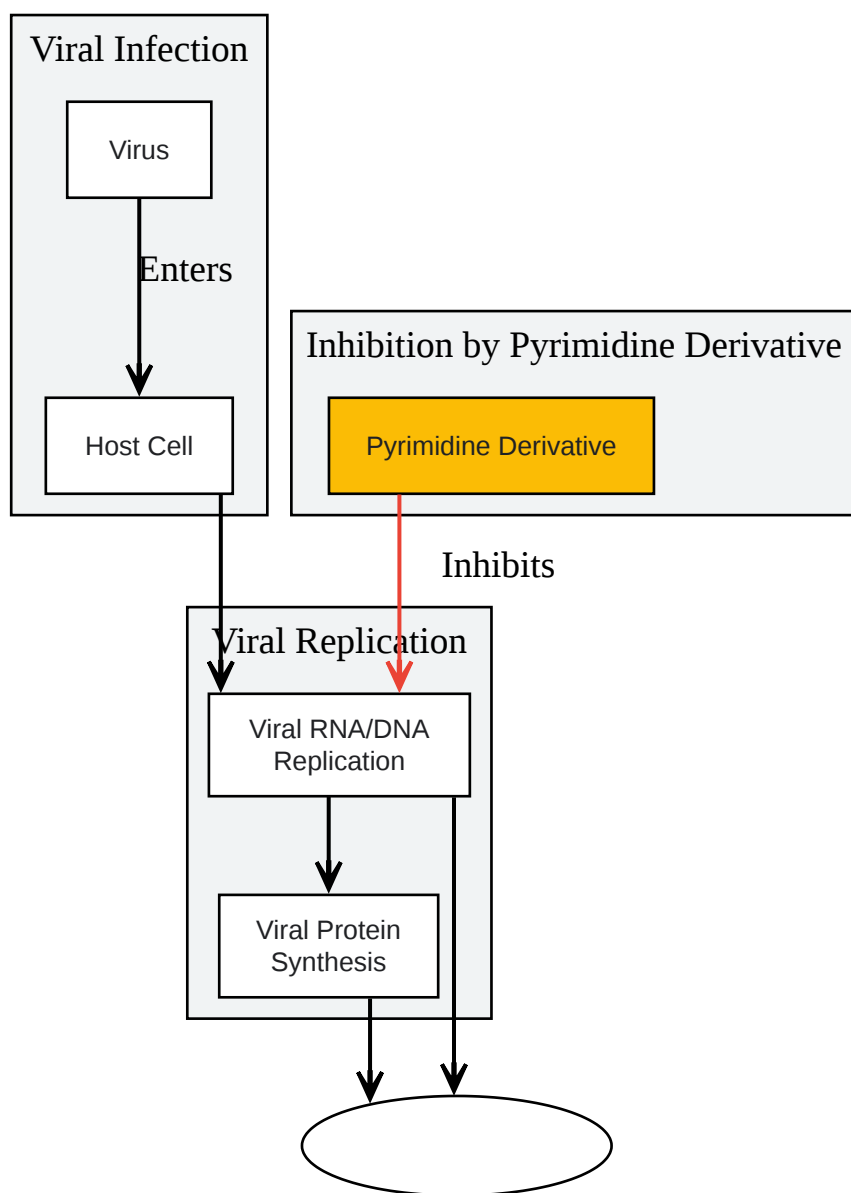 Viral Infection
Virus
Enters
Inhibition by Pyrimidine Derivative
Host Cell
Pyrimidine Derivative
Inhibits
Viral Replication
Viral RNA/DNA
Replication
Viral Protein
Synthesis